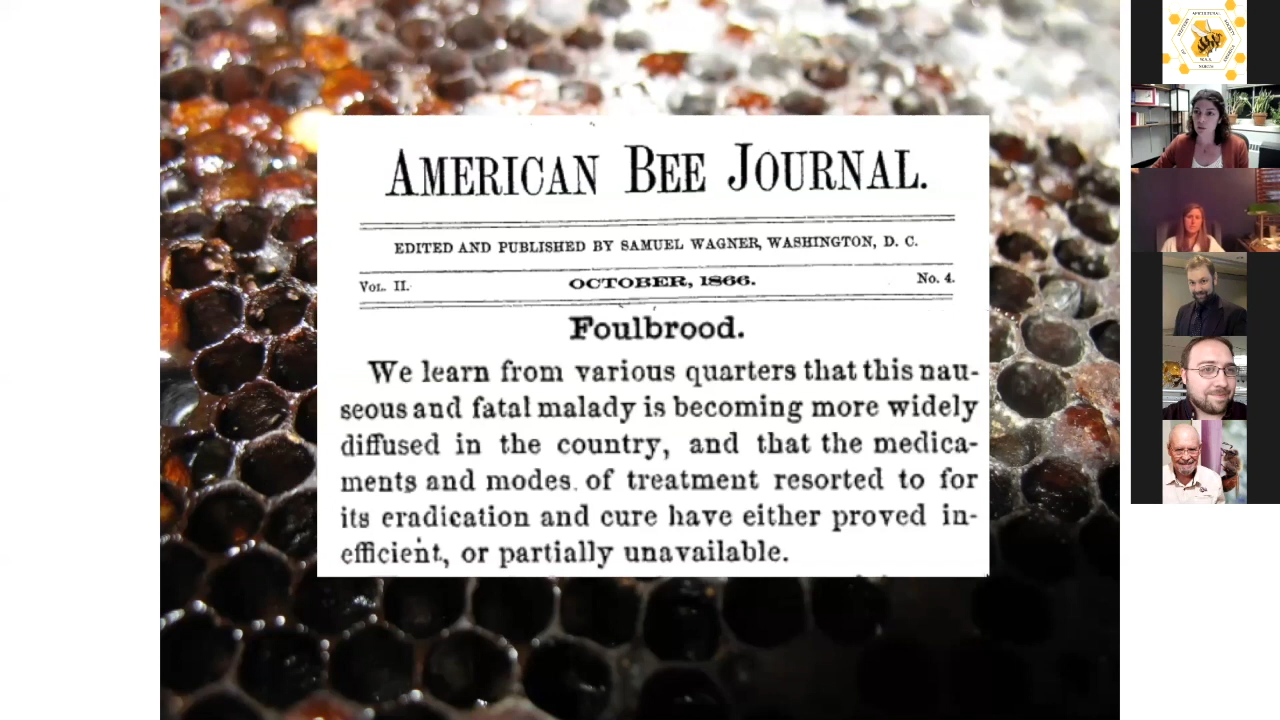 AMERICAN BEE JOURNAL.
EDITED AND PUBLISHED BY SAMUEL WAGNER, WASHINGTON, D. C.
VOL. II. OCTOBER, 1866. No. 4.
Foulbrood.
We learn from various quarters that this nau-
seous and fatal malady is becoming more widely
diffused in the country, and that the medica-
ments and modes of treatment resorted to for
its eradication and cure have either proved in-
efficient, or partially unavailable.